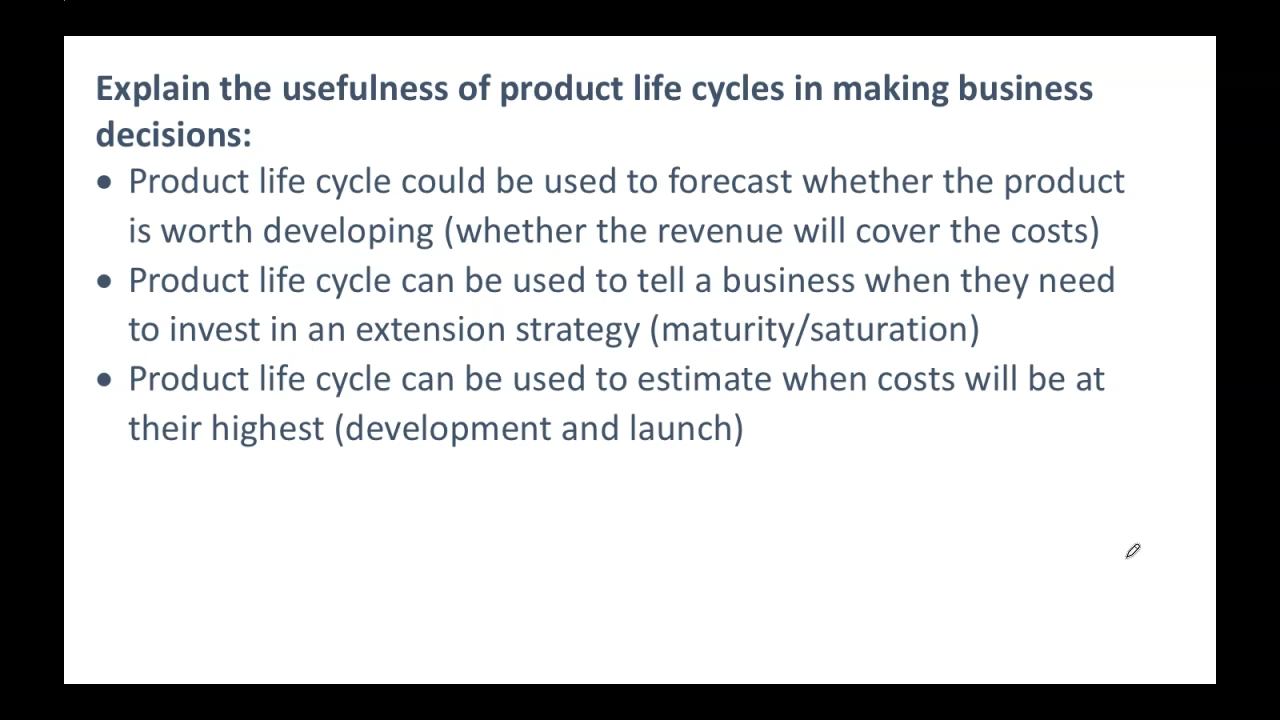 Explain the usefulness of product life cycles in making business
decisions:
• Product life cycle could be used to forecast whether the product
is worth developing (whether the revenue will cover the costs)
• Product life cycle can be used to tell a business when they need
to invest in an extension strategy (maturity/saturation)
• Product life cycle can be used to estimate when costs will be at
their highest (development and launch)